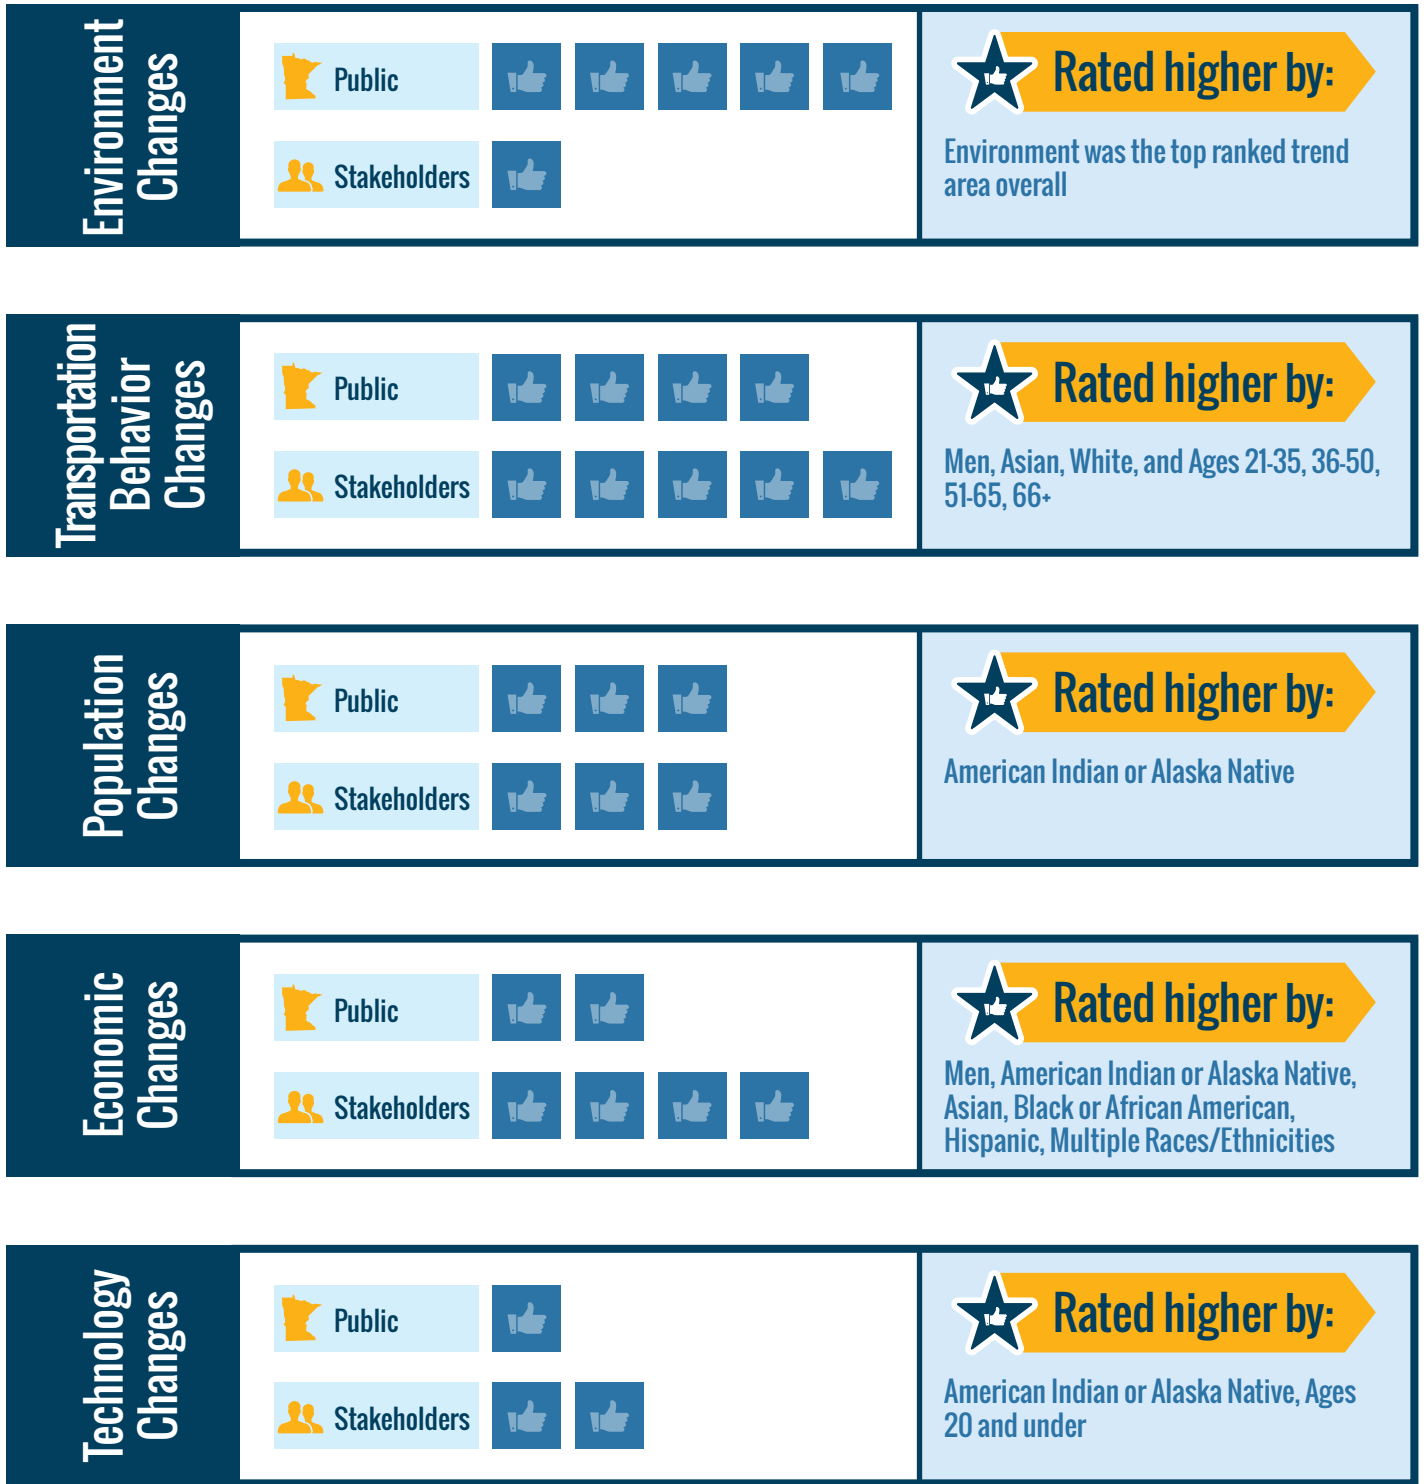 Environment
Changes
Public
Stakeholders
Rated higher by:
Environment was the top ranked trend
area overall
Transportation
Behavior
Changes
Public
Stakeholders
Rated higher by:
Men, Asian, White, and Ages 21-35, 36-50,
51-65, 66+
Population
Changes
Public
Stakeholders
Rated higher by:
American Indian or Alaska Native
Economic
Changes
Public
Stakeholders
Rated higher by:
Men, American Indian or Alaska Native,
Asian, Black or African American,
Hispanic, Multiple Races/Ethnicities
Technology
Changes
Public
Stakeholders
Rated higher by:
American Indian or Alaska Native, Ages
20 and under